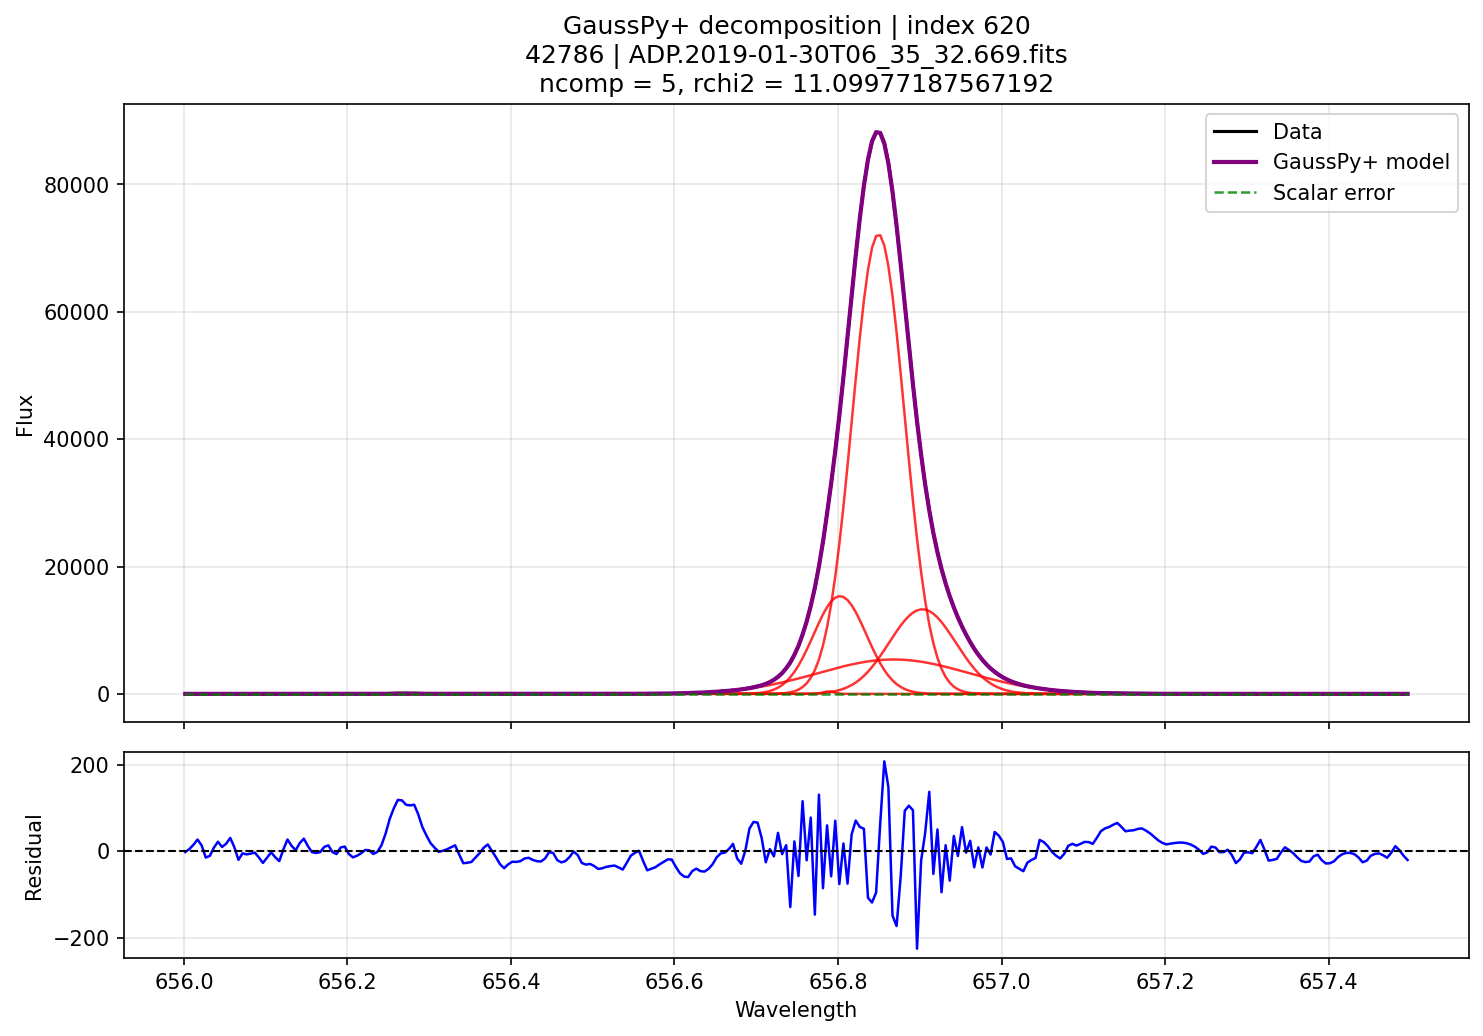 GaussPy+ decomposition | index 620
42786 | ADP.2019-01-30T06_35_32.669.fits
ncomp = 5, rchi2 = 11.09977187567192
Data
GaussPy+ model
Scalar error
80000
60000
40000
20000
0
Flux
200
0
−200
Residual
656.0
656.2
656.4
656.6
656.8
657.0
657.2
657.4
Wavelength